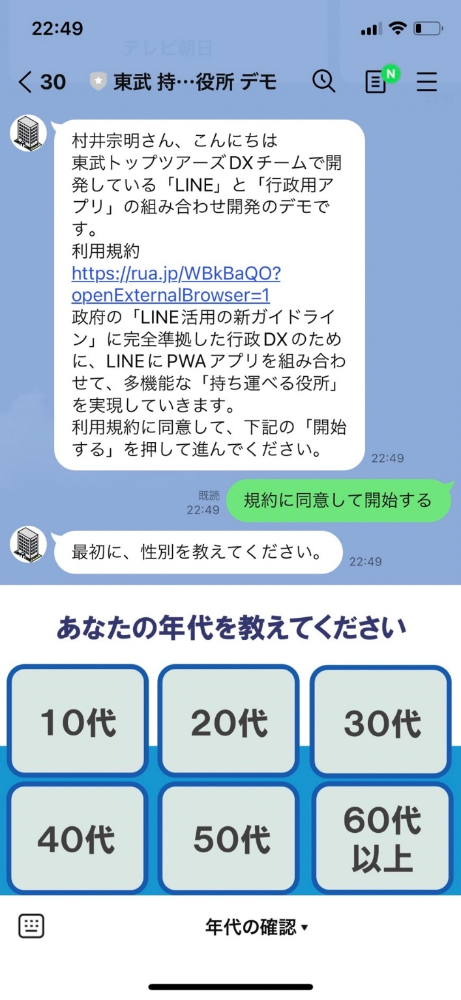 テレビ朝日
22:49
30
東武 持…役所 デモ
N
村井宗明さん、こんにちは
東武トップツアーズDXチームで開
発している「LINE」と「行政用ア
プリ」の組み合わせ開発のデモで
す。
利用規約
https://rua.jp/WBkBaQO?
openExternalBrowser=1
政府の「LINE活用の新ガイドライ
ン」に完全準拠した行政DXのため
に、LINEにPWAアプリを組み合わ
せて、多機能な「持ち運べる役所」
を実現していきます。
利用規約に同意して、下記の「開始
する」を押して進んでください。
22:49
既読
22:49
規約に同意して開始する
最初に、性別を教えてください。
22:49
あなたの年代を教えてください
10代
20代
30代
40代
50代
60代
以上
年代の確認▼